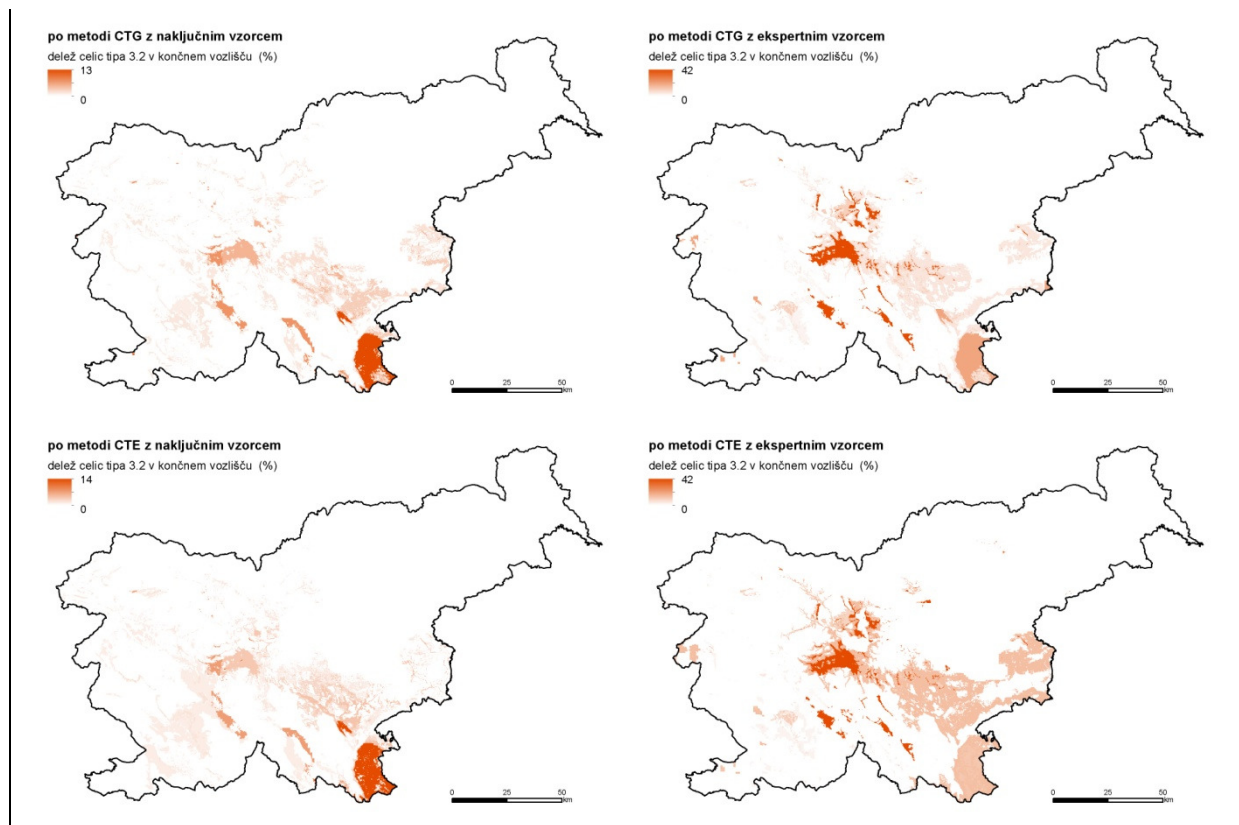 po metodi CTG z naključnim vzorcem
delež celic tipa 3.2 v končnem vozlišču (%)
13
0
0 25 50
km
po metodi CTG z ekspertnim vzorcem
delež celic tipa 3.2 v končnem vozlišču (%)
42
0
0 25 50
km
po metodi CTE z naključnim vzorcem
delež celic tipa 3.2 v končnem vozlišču (%)
14
0
0 25 50
km
po metodi CTE z ekspertnim vzorcem
delež celic tipa 3.2 v končnem vozlišču (%)
42
0
0 25 50
km